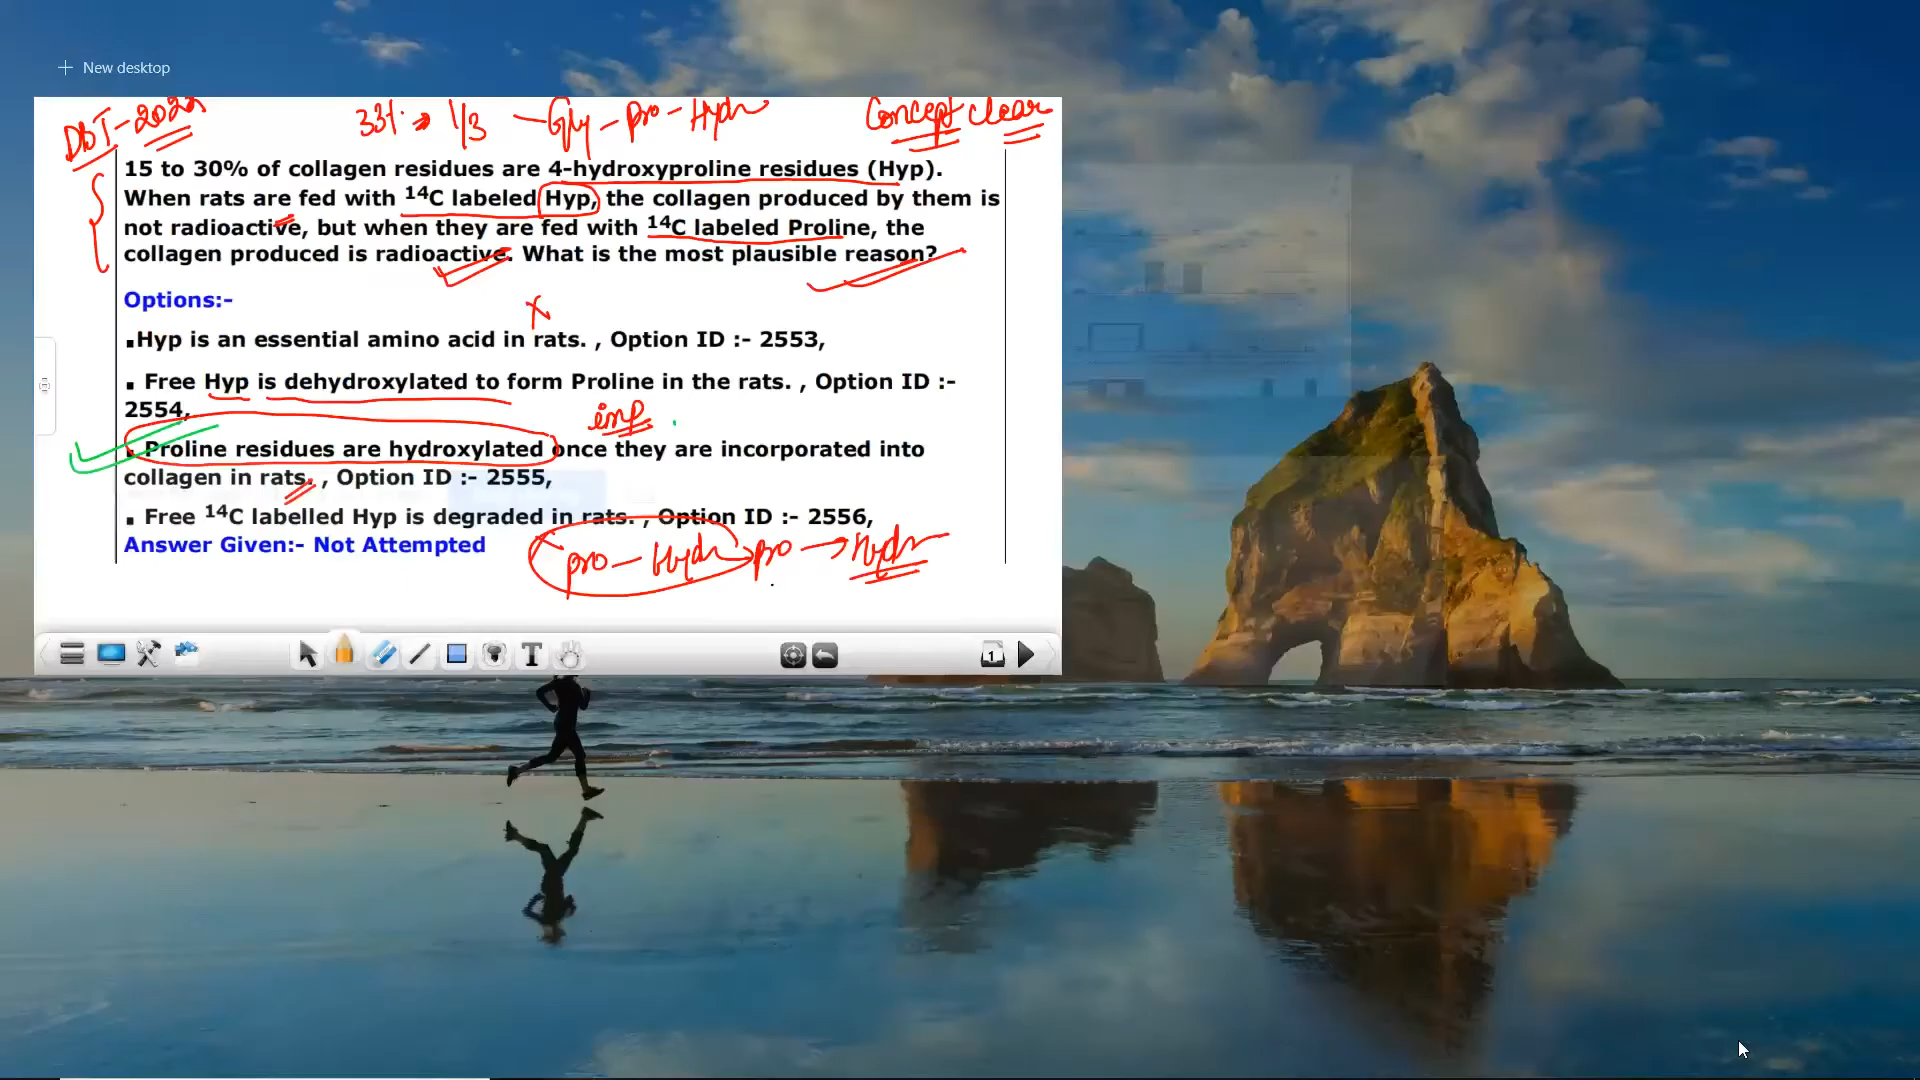 New desktop
DbT-2022 33% → 1/3 - Gly - Pro - Hydr Concept clear
15 to 30% of collagen residues are 4-hydroxyproline residues (Hyp).
When rats are fed with ¹⁴C labeled Hyp, the collagen produced by them is
not radioactive, but when they are fed with ¹⁴C labeled Proline, the
collagen produced is radioactive. What is the most plausible reason?
Options:-
▪Hyp is an essential amino acid in rats. , Option ID :- 2553,
▪ Free Hyp is dehydroxylated to form Proline in the rats. , Option ID :-
2554,
imp
▪ Proline residues are hydroxylated once they are incorporated into
collagen in rats. , Option ID :- 2555,
▪ Free ¹⁴C labelled Hyp is degraded in rats. , Option ID :- 2556,
Answer Given:- Not Attempted
pro - Hydr pro → Hydr
T 1